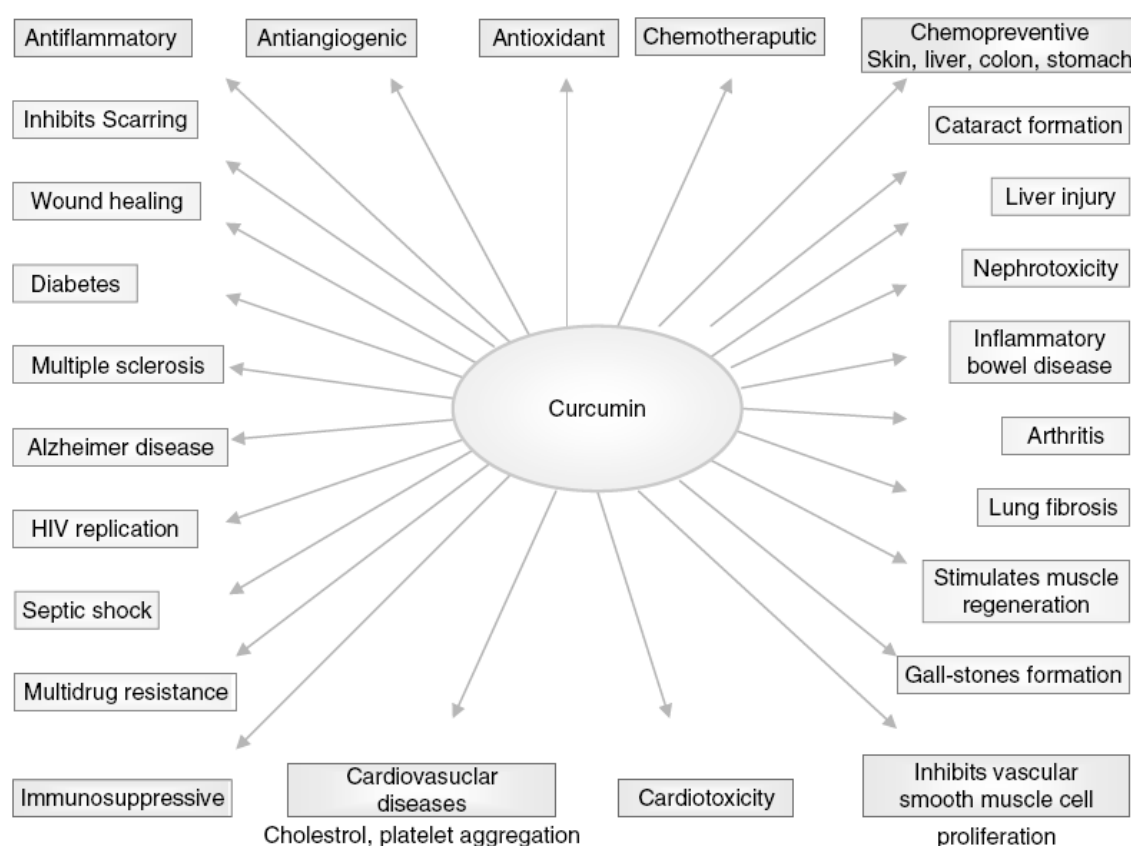 Antiflammatory
Antiangiogenic
Antioxidant
Chemotheraputic
Chemopreventive
Skin, liver, colon, stomach
Inhibits Scarring
Cataract formation
Wound healing
Liver injury
Diabetes
Nephrotoxicity
Multiple sclerosis
Inflammatory
bowel disease
Curcumin
Alzheimer disease
Arthritis
HIV replication
Lung fibrosis
Septic shock
Stimulates muscle
regeneration
Multidrug resistance
Gall-stones formation
Immunosuppressive
Cardiovasuclar
diseases
Cholestrol, platelet aggregation
Cardiotoxicity
Inhibits vascular
smooth muscle cell
proliferation